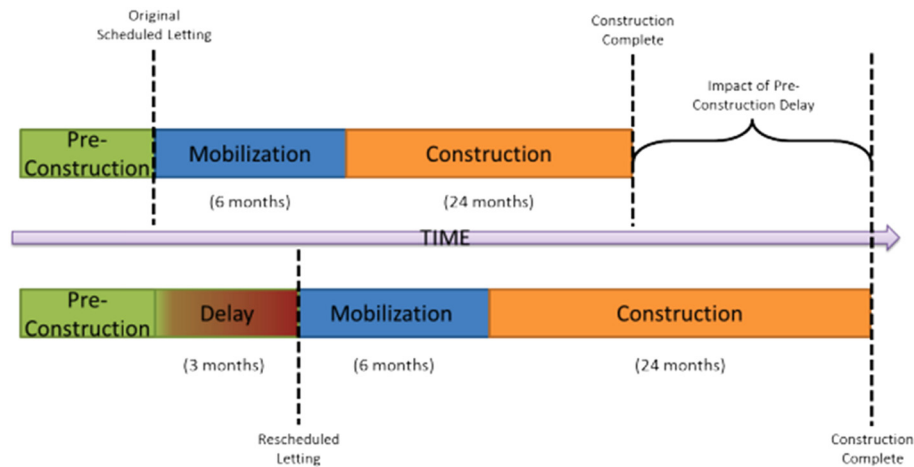 Original
Scheduled Letting
Construction
Complete
Impact of Pre-
Construction Delay
Pre-
Construction
Mobilization
Construction
(6 months)
(24 months)
TIME
Pre-
Construction
Delay
Mobilization
Construction
(3 months)
(6 months)
(24 months)
Rescheduled
Letting
Construction
Complete